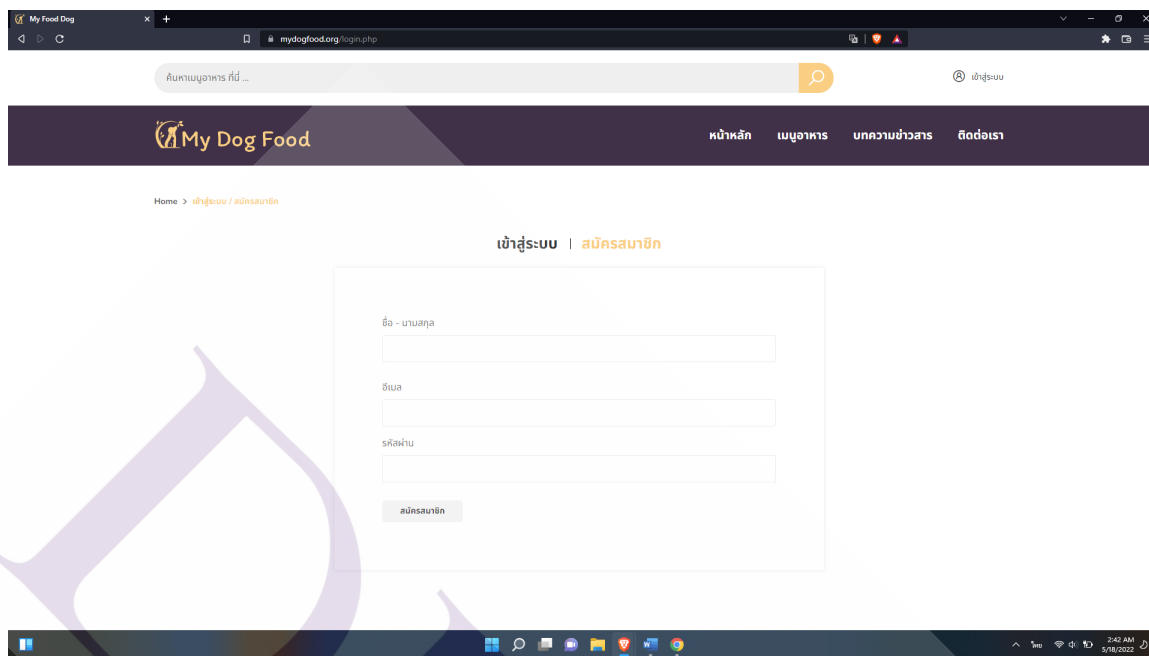 My Food Dog
mydogfood.org/login.php
ค้นหาเมนูอาหาร ที่นี่ ...
เข้าสู่ระบบ
My Dog Food
หน้าหลัก เมนูอาหาร บทความข่าวสาร ติดต่อเรา
Home > เข้าสู่ระบบ / สมัครสมาชิก
เข้าสู่ระบบ | สมัครสมาชิก
ชื่อ - นามสกุล
อีเมล
รหัสผ่าน
สมัครสมาชิก
ไทย
2:42 AM
5/18/2022